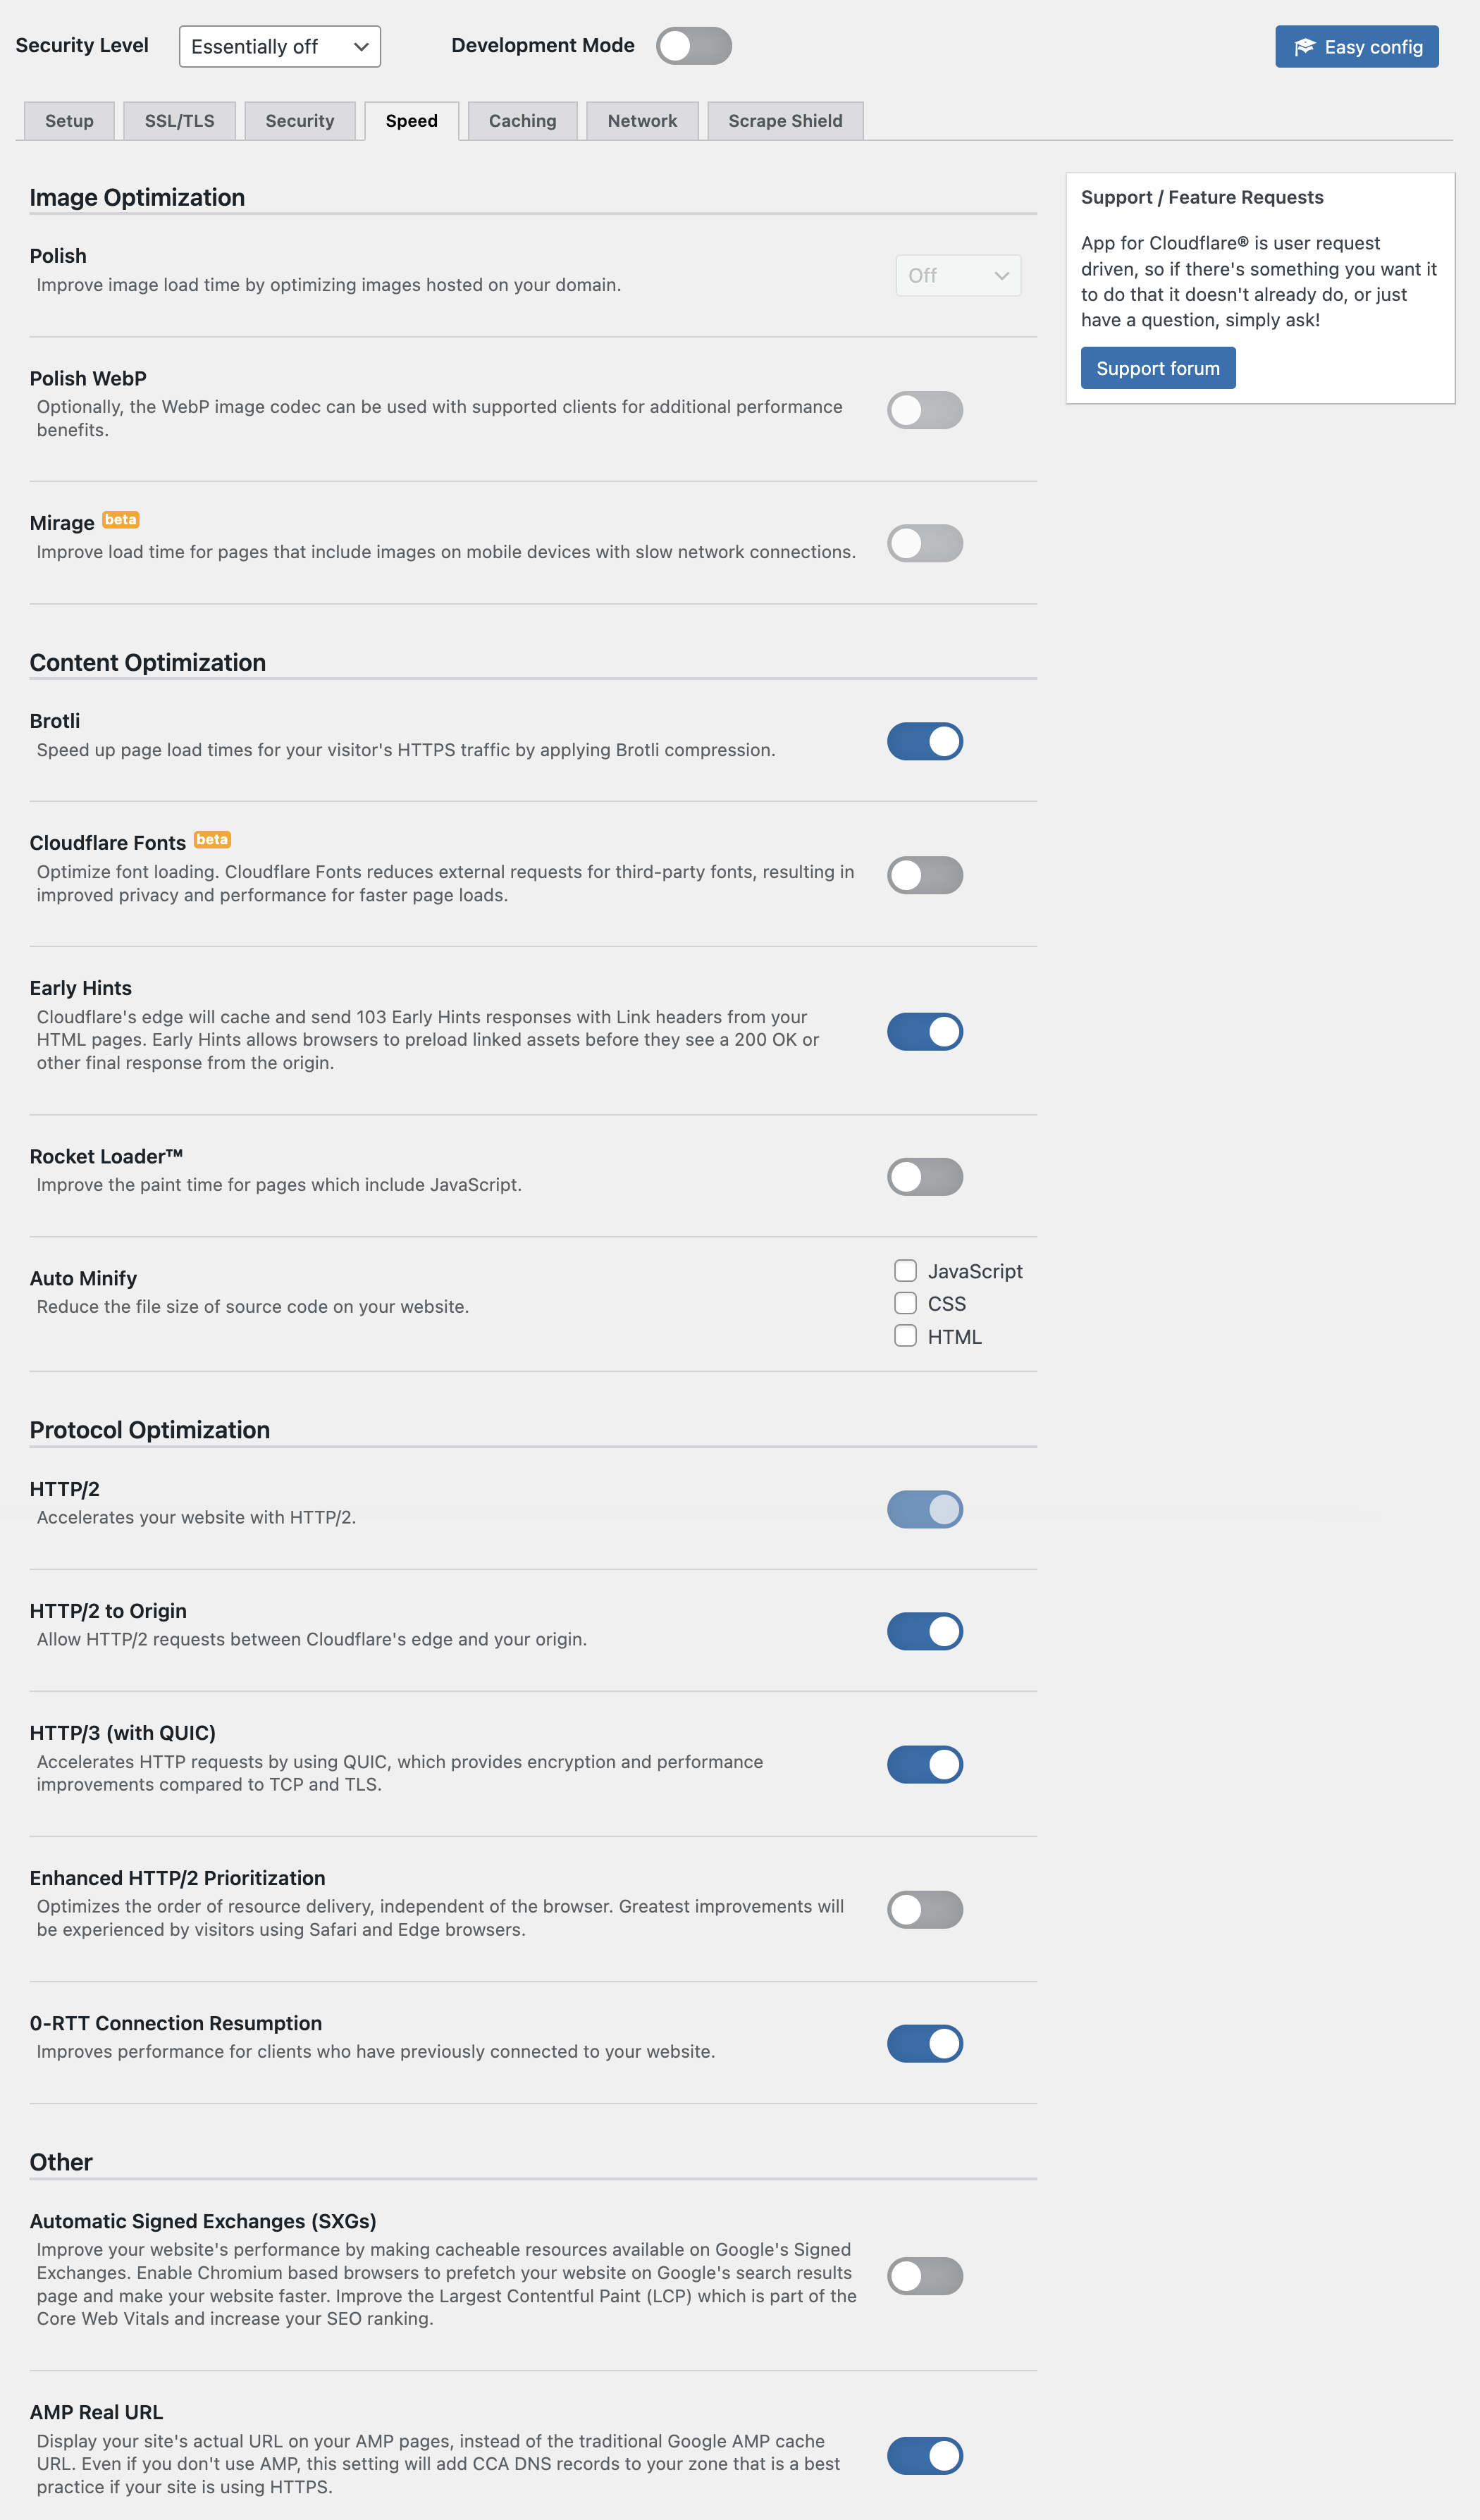 Security Level
Essentially off
Development Mode
Easy config
Setup
SSL/TLS
Security
Speed
Caching
Network
Scrape Shield
Image Optimization
Polish
Improve image load time by optimizing images hosted on your domain.
Off
Polish WebP
Optionally, the WebP image codec can be used with supported clients for additional performance
benefits.
Mirage beta
Improve load time for pages that include images on mobile devices with slow network connections.
Content Optimization
Brotli
Speed up page load times for your visitor's HTTPS traffic by applying Brotli compression.
Cloudflare Fonts beta
Optimize font loading. Cloudflare Fonts reduces external requests for third-party fonts, resulting in
improved privacy and performance for faster page loads.
Early Hints
Cloudflare's edge will cache and send 103 Early Hints responses with Link headers from your
HTML pages. Early Hints allows browsers to preload linked assets before they see a 200 OK or
other final response from the origin.
Rocket Loader™
Improve the paint time for pages which include JavaScript.
Auto Minify
Reduce the file size of source code on your website.
JavaScript
CSS
HTML
Protocol Optimization
HTTP/2
Accelerates your website with HTTP/2.
HTTP/2 to Origin
Allow HTTP/2 requests between Cloudflare's edge and your origin.
HTTP/3 (with QUIC)
Accelerates HTTP requests by using QUIC, which provides encryption and performance
improvements compared to TCP and TLS.
Enhanced HTTP/2 Prioritization
Optimizes the order of resource delivery, independent of the browser. Greatest improvements will
be experienced by visitors using Safari and Edge browsers.
0-RTT Connection Resumption
Improves performance for clients who have previously connected to your website.
Other
Automatic Signed Exchanges (SXGs)
Improve your website's performance by making cacheable resources available on Google's Signed
Exchanges. Enable Chromium based browsers to prefetch your website on Google's search results
page and make your website faster. Improve the Largest Contentful Paint (LCP) which is part of the
Core Web Vitals and increase your SEO ranking.
AMP Real URL
Display your site's actual URL on your AMP pages, instead of the traditional Google AMP cache
URL. Even if you don't use AMP, this setting will add CCA DNS records to your zone that is a best
practice if your site is using HTTPS.
Support / Feature Requests
App for Cloudflare® is user request
driven, so if there's something you want it
to do that it doesn't already do, or just
have a question, simply ask!
Support forum